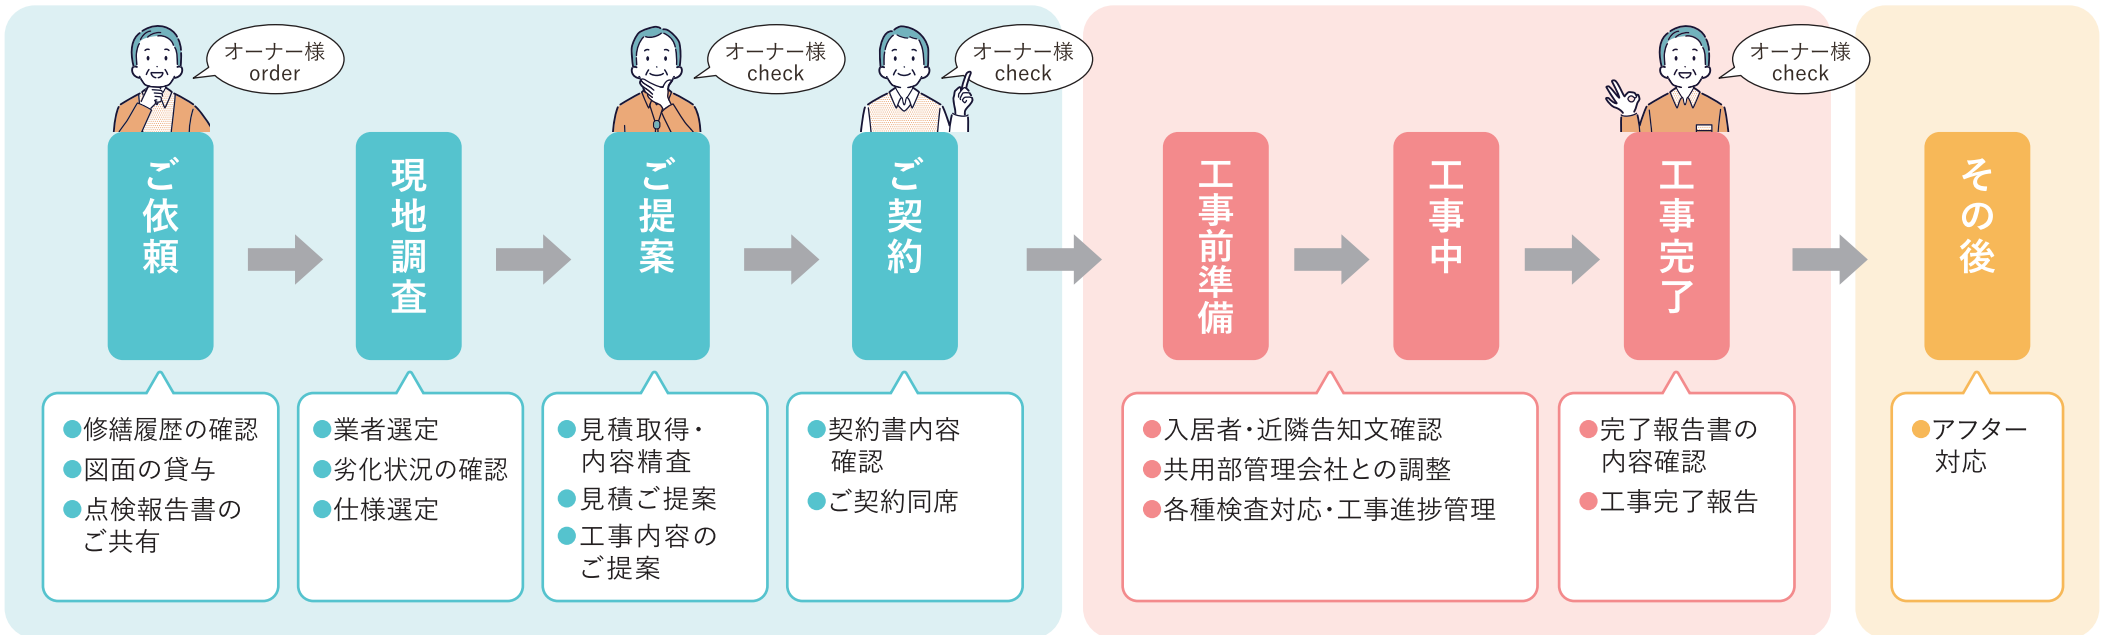 オーナー様
order
オーナー様
check
オーナー様
check
オーナー様
check
ご依頼
現地調査
ご提案
ご契約
工事前準備
工事中
工事完了
その後
●修繕履歴の確認
●図面の貸与
●点検報告書の
ご共有
●業者選定
●劣化状況の確認
●仕様選定
●見積取得・
内容精査
●見積ご提案
●工事内容の
ご提案
●契約書内容
確認
●ご契約同席
●入居者・近隣告知文確認
●共用部管理会社との調整
●各種検査対応・工事進捗管理
●完了報告書の
内容確認
●工事完了報告
●アフター
対応